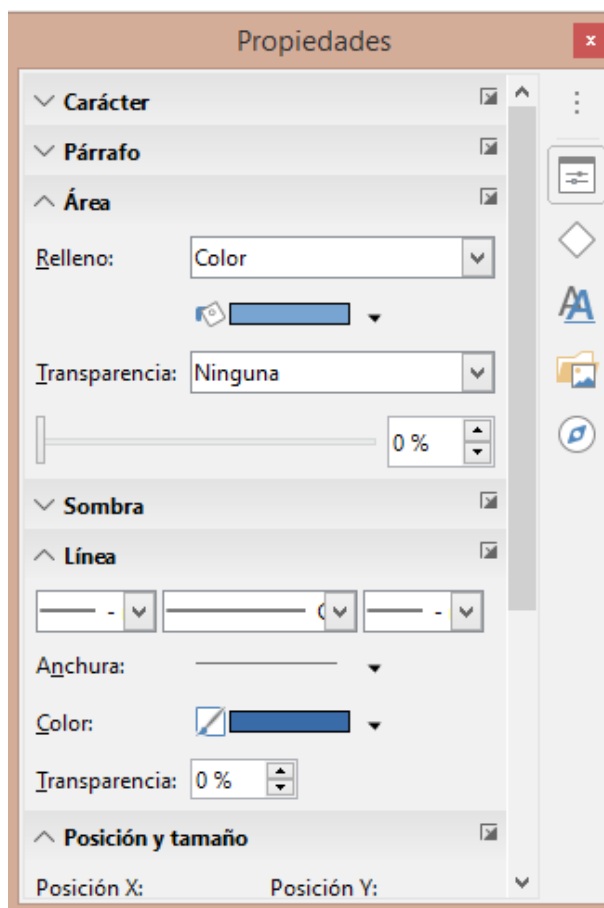 Propiedades
x
Carácter
Párrafo
Área
Relleno: Color
Transparencia: Ninguna
0 %
Sombra
Línea
Anchura:
Color:
Transparencia: 0 %
Posición y tamaño
Posición X: Posición Y: